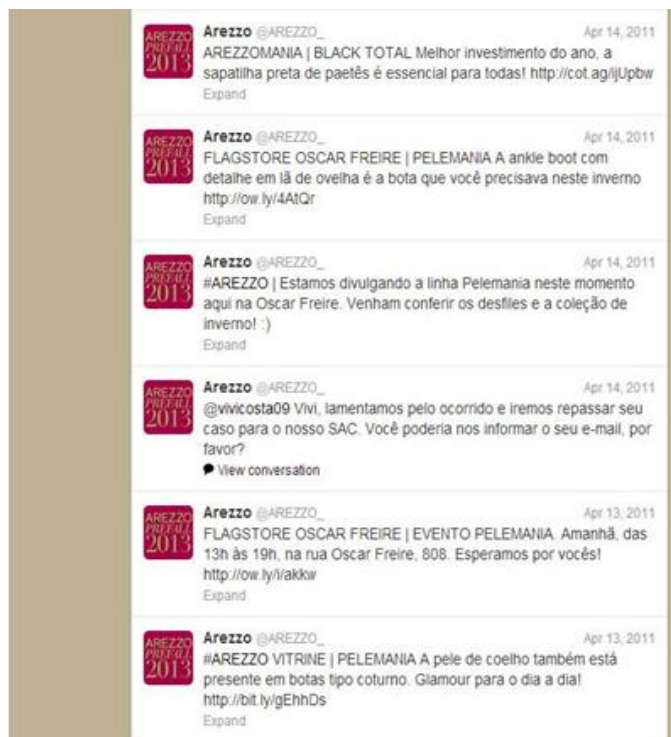 AREZZO
PREFALL
2013
Arezzo @AREZZO_ Apr 14, 2011
AREZZOMANIA | BLACK TOTAL Melhor investimento do ano, a
sapatilha preta de paetês é essencial para todas! http://cot.ag/ijUpbw
Expand
AREZZO
PREFALL
2013
Arezzo @AREZZO_ Apr 14, 2011
FLAGSTORE OSCAR FREIRE | PELEMANIA A ankle boot com
detalhe em lã de ovelha é a bota que você precisava neste inverno
http://ow.ly/4AtQr
Expand
AREZZO
PREFALL
2013
Arezzo @AREZZO_ Apr 14, 2011
#AREZZO | Estamos divulgando a linha Pelemania neste momento
aqui na Oscar Freire. Venham conferir os desfiles e a coleção de
inverno! :)
Expand
AREZZO
PREFALL
2013
Arezzo @AREZZO_ Apr 14, 2011
@vivicosta09 Vivi, lamentamos pelo ocorrido e iremos repassar seu
caso para o nosso SAC. Você poderia nos informar o seu e-mail, por
favor?
View conversation
AREZZO
PREFALL
2013
Arezzo @AREZZO_ Apr 13, 2011
FLAGSTORE OSCAR FREIRE | EVENTO PELEMANIA. Amanhã, das
13h às 19h, na rua Oscar Freire, 808. Esperamos por vocês!
http://ow.ly/i/akkw
Expand
AREZZO
PREFALL
2013
Arezzo @AREZZO_ Apr 13, 2011
#AREZZO VITRINE | PELEMANIA A pele de coelho também está
presente em botas tipo coturno. Glamour para o dia a dia!
http://bit.ly/gEhhDs
Expand